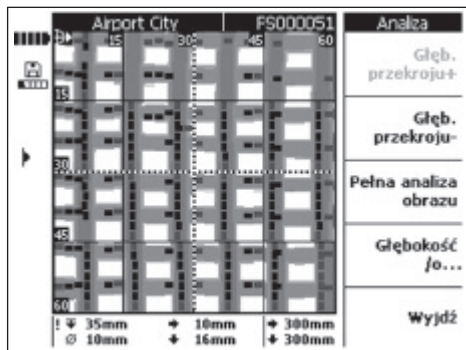 Airport City FS000051 Analiza
15 30 45 60
15
30
45
60
Głęb.
przekroju+
Głęb.
przekroju-
Pełna analiza
obrazu
Głębokość
/o...
Wyjdź
! 35mm 10mm 300mm
Ø 10mm 16mm 300mm